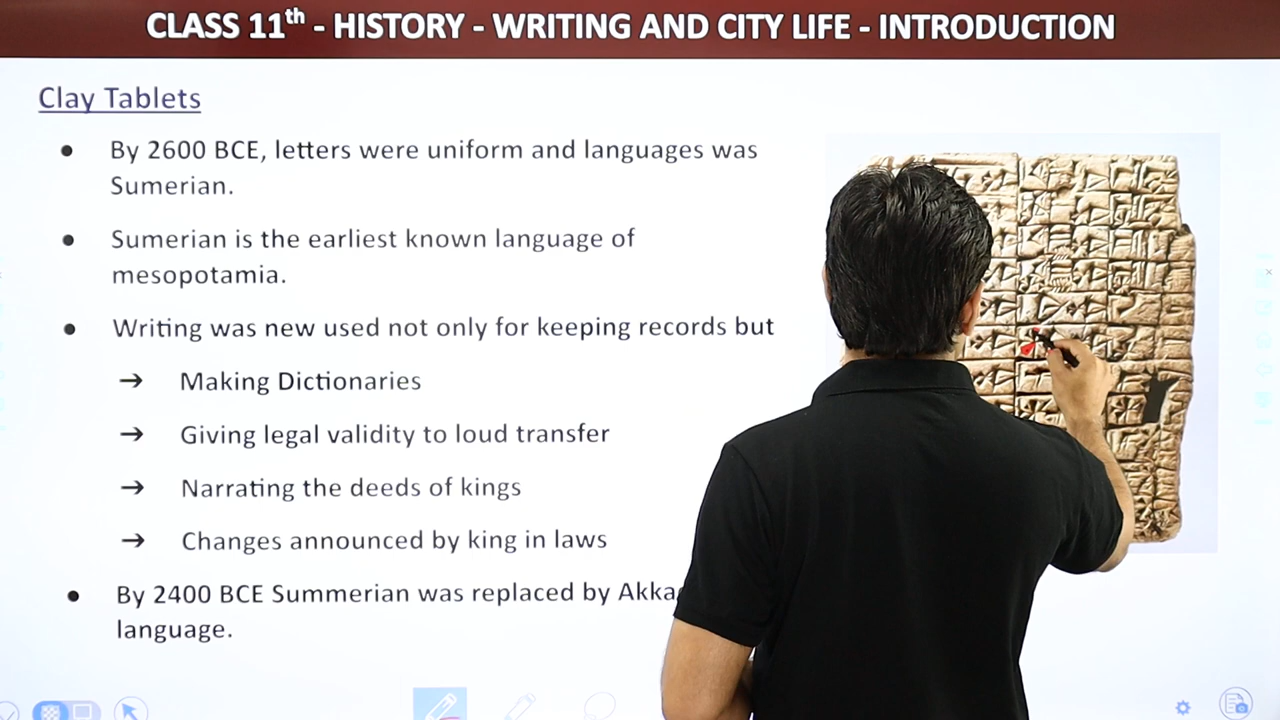 CLASS 11th - HISTORY - WRITING AND CITY LIFE - INTRODUCTION
Clay Tablets
● By 2600 BCE, letters were uniform and languages was
Sumerian.
● Sumerian is the earliest known language of
mesopotamia.
● Writing was new used not only for keeping records but
→ Making Dictionaries
→ Giving legal validity to loud transfer
→ Narrating the deeds of kings
→ Changes announced by king in laws
● By 2400 BCE Summerian was replaced by
language.